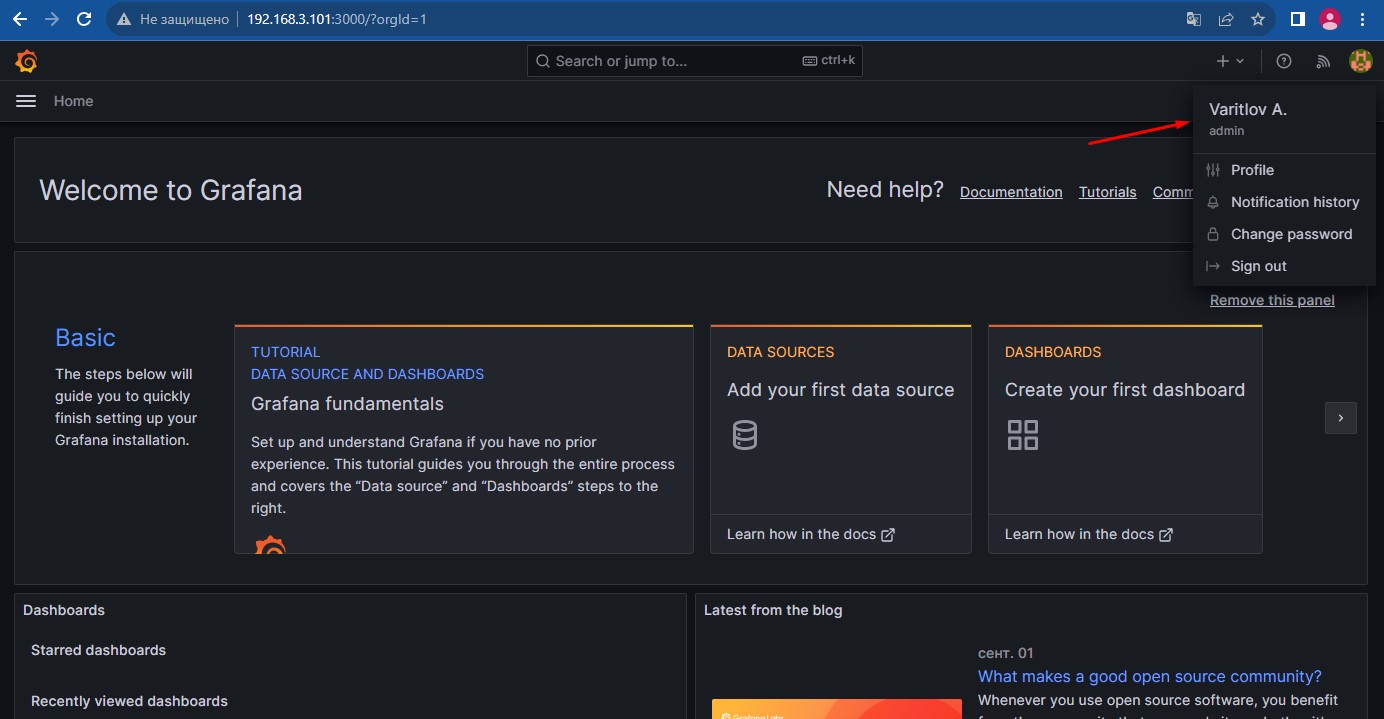 Не защищено 192.168.3.101:3000/?orgId=1
Search or jump to... ctrl+k
Home
Varitlov A.
admin
Profile
Notification history
Change password
Sign out
Welcome to Grafana
Need help? Documentation Tutorials Comm
Remove this panel
Basic
The steps below will
guide you to quickly
finish setting up your
Grafana installation.
TUTORIAL
DATA SOURCE AND DASHBOARDS
Grafana fundamentals
Set up and understand Grafana if you have no prior
experience. This tutorial guides you through the entire process
and covers the “Data source” and “Dashboards” steps to the
right.
DATA SOURCES
Add your first data source
Learn how in the docs
DASHBOARDS
Create your first dashboard
Learn how in the docs
Dashboards
Starred dashboards
Recently viewed dashboards
Latest from the blog
сент. 01
What makes a good open source community?
Whenever you use open source software, you benefit